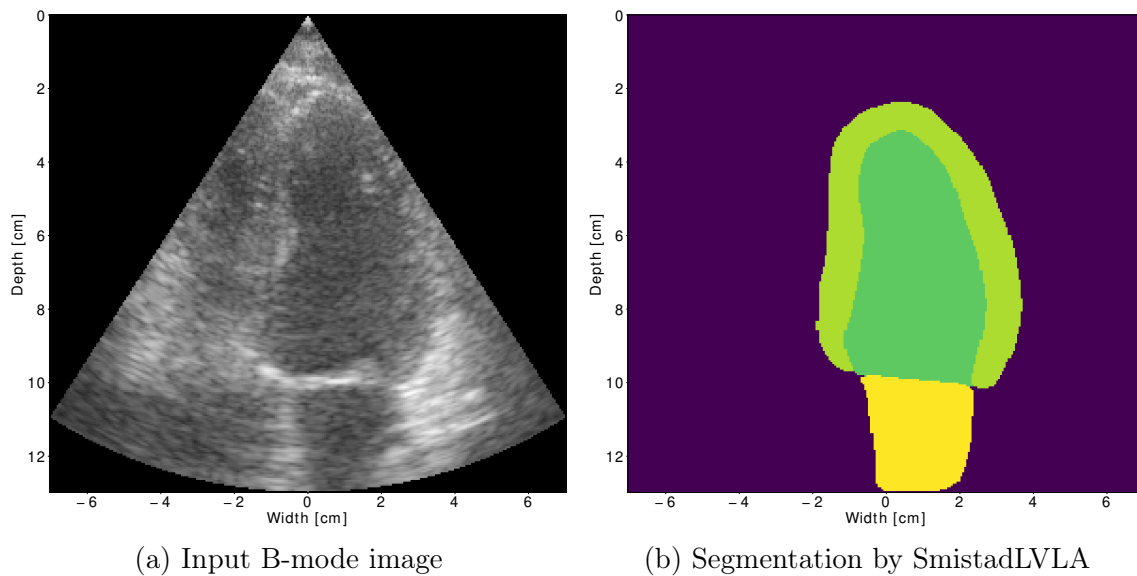 0
2
4
6
8
10
12
Depth [cm]
−6 −4 −2 0 2 4 6
Width [cm]
(a) Input B-mode image
0
2
4
6
8
10
12
Depth [cm]
−6 −4 −2 0 2 4 6
Width [cm]
(b) Segmentation by SmistadLVLA